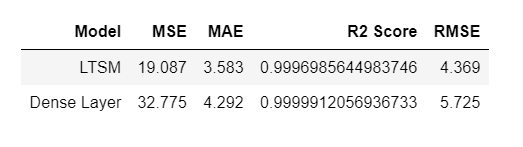 Model MSE MAE R2 Score RMSE
LTSM 19.087 3.583 0.9996985644983746 4.369
Dense Layer 32.775 4.292 0.9999912056936733 5.725